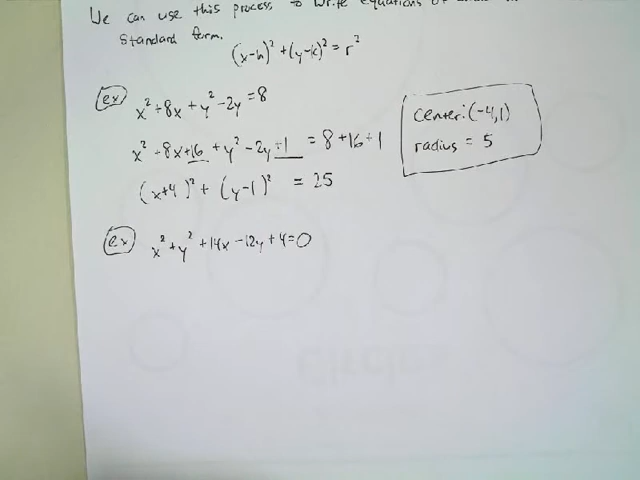 We can use this process to write equations of in
standard form.
(x-h)² + (y-k)² = r²
ex x² + 8x + y² - 2y = 8
x² + 8x + 16 + y² - 2y + 1 = 8 + 16 + 1
(x+4)² + (y-1)² = 25
center: (-4,1)
radius = 5
ex x² + y² + 14x - 12y + 4 = 0